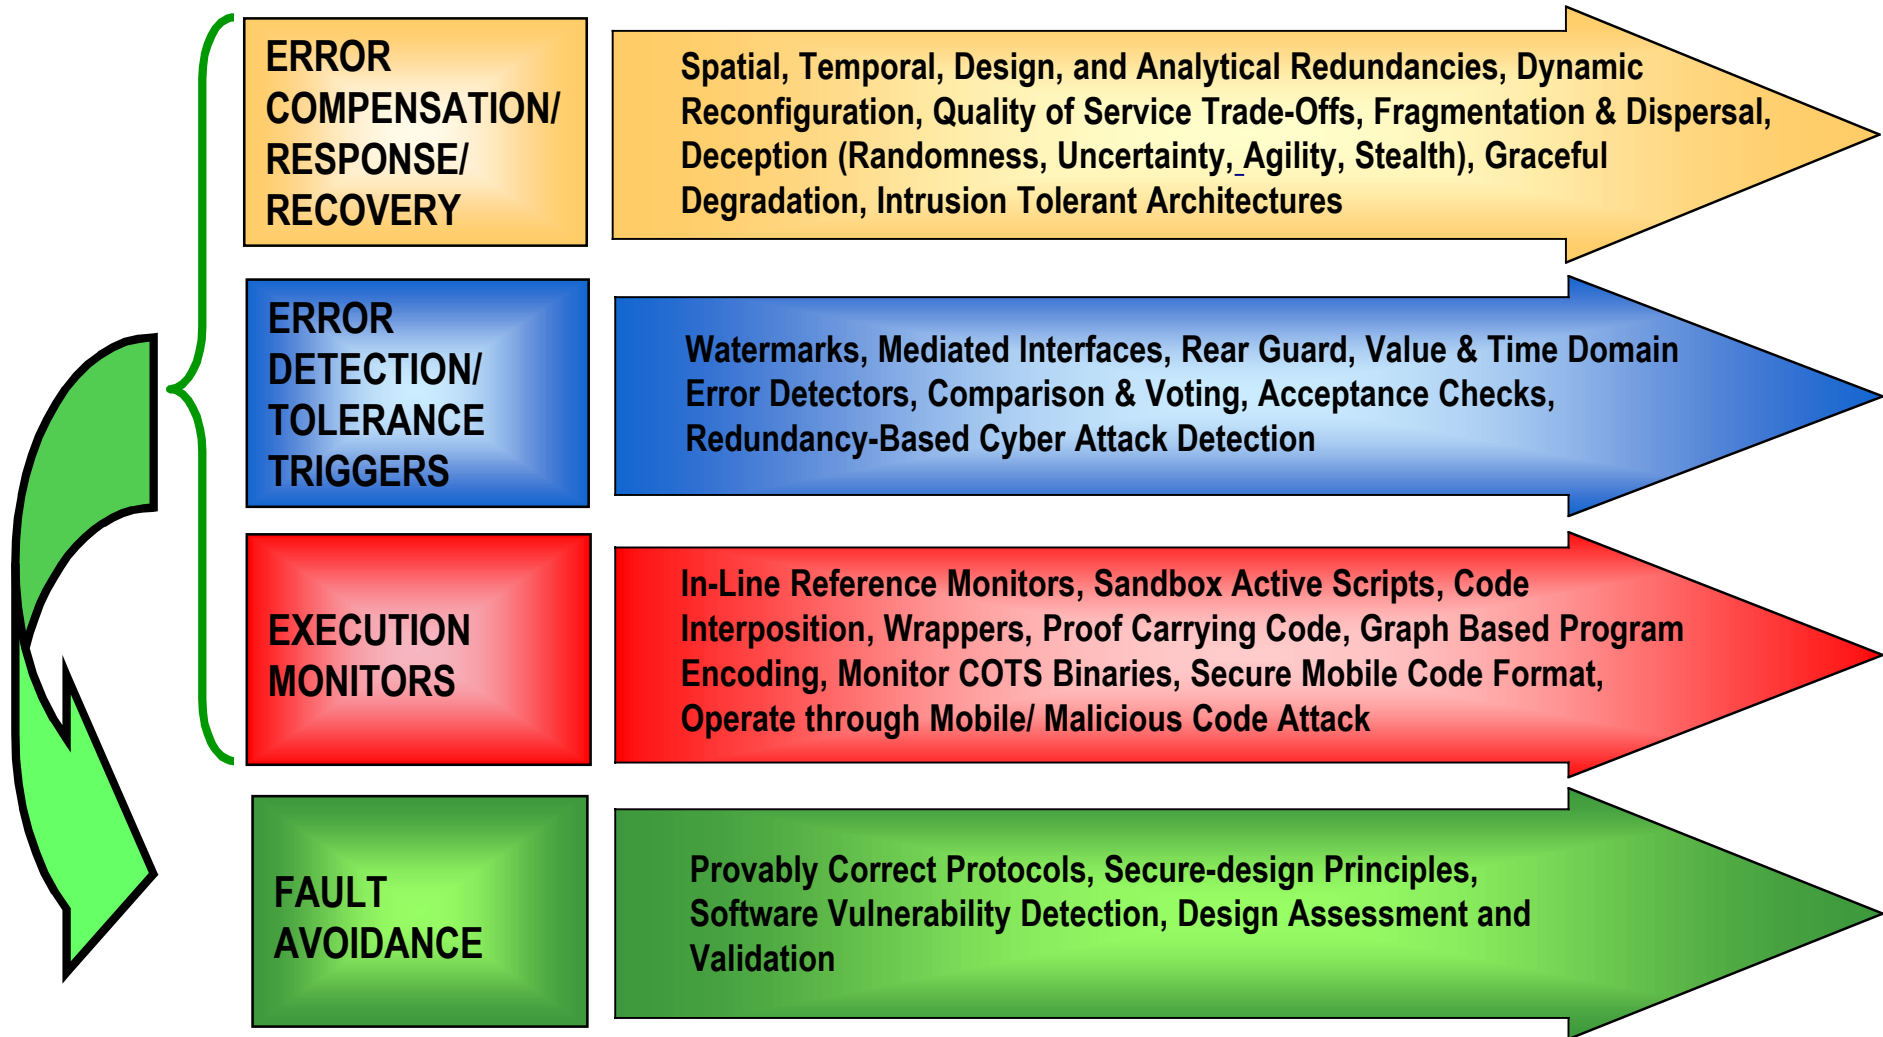 ERROR
COMPENSATION/
RESPONSE/
RECOVERY
Spatial, Temporal, Design, and Analytical Redundancies, Dynamic
Reconfiguration, Quality of Service Trade-Offs, Fragmentation & Dispersal,
Deception (Randomness, Uncertainty, Agility, Stealth), Graceful
Degradation, Intrusion Tolerant Architectures
ERROR
DETECTION/
TOLERANCE
TRIGGERS
Watermarks, Mediated Interfaces, Rear Guard, Value & Time Domain
Error Detectors, Comparison & Voting, Acceptance Checks,
Redundancy-Based Cyber Attack Detection
EXECUTION
MONITORS
In-Line Reference Monitors, Sandbox Active Scripts, Code
Interposition, Wrappers, Proof Carrying Code, Graph Based Program
Encoding, Monitor COTS Binaries, Secure Mobile Code Format,
Operate through Mobile/ Malicious Code Attack
FAULT
AVOIDANCE
Provably Correct Protocols, Secure-design Principles,
Software Vulnerability Detection, Design Assessment and
Validation